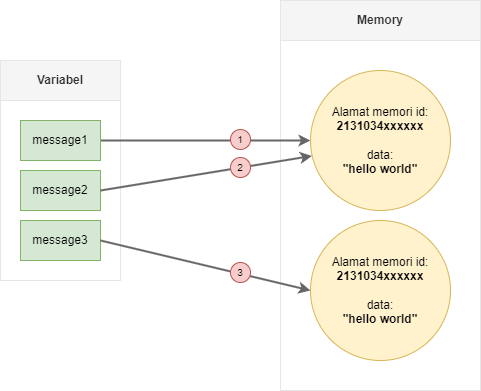 Memory
Variabel
message1
message2
message3
1
2
3
Alamat memori id:
2131034xxxxxx
data:
"hello world"
Alamat memori id:
2131034xxxxxx
data:
"hello world"